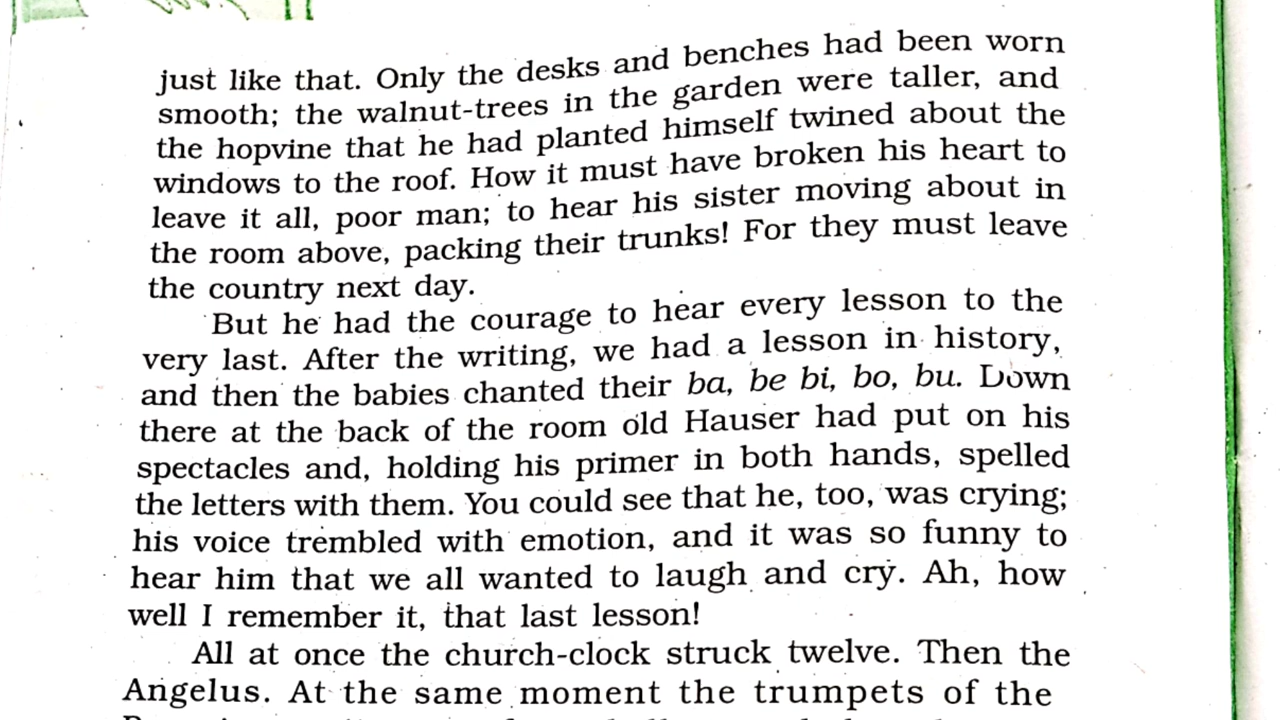 just like that. Only the desks and benches had been worn
smooth; the walnut-trees in the garden were taller, and
the hopvine that he had planted himself twined about the
windows to the roof. How it must have broken his heart to
leave it all, poor man; to hear his sister moving about in
the room above, packing their trunks! For they must leave
the country next day.
But he had the courage to hear every lesson to the
very last. After the writing, we had a lesson in history,
and then the babies chanted their ba, be bi, bo, bu. Down
there at the back of the room old Hauser had put on his
spectacles and, holding his primer in both hands, spelled
the letters with them. You could see that he, too, was crying;
his voice trembled with emotion, and it was so funny to
hear him that we all wanted to laugh and cry. Ah, how
well I remember it, that last lesson!
All at once the church-clock struck twelve. Then the
Angelus. At the same moment the trumpets of the